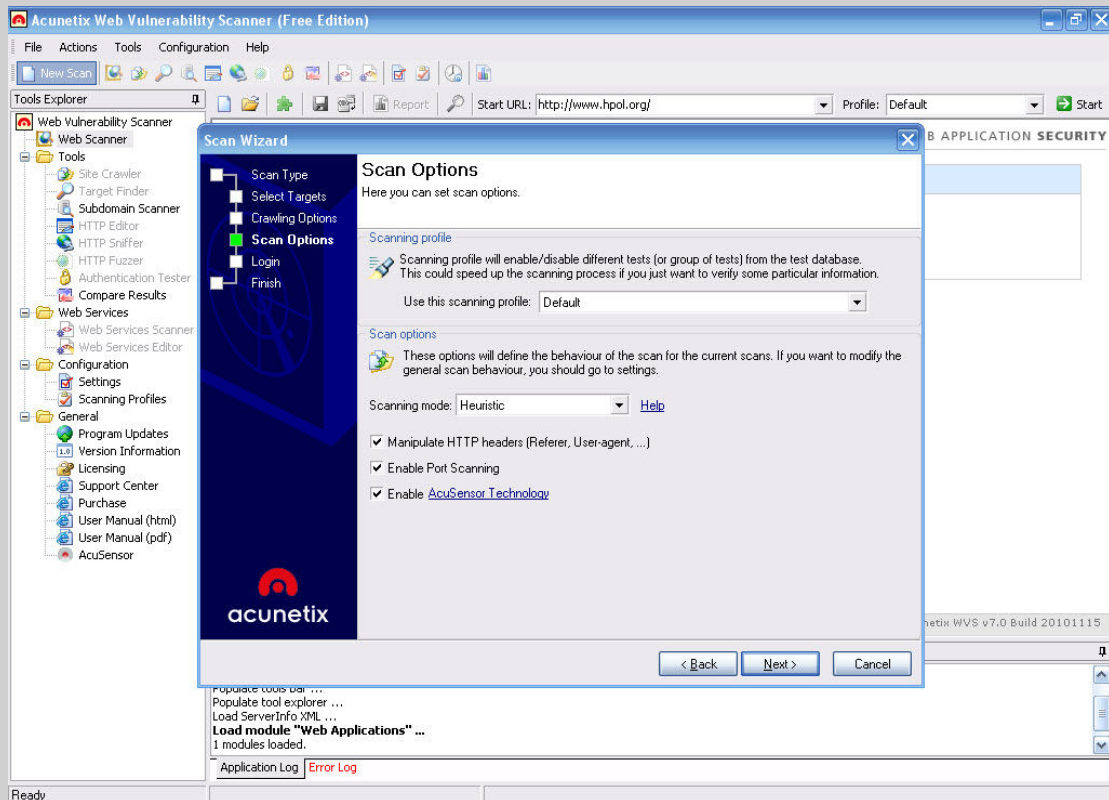 Acunetix Web Vulnerability Scanner (Free Edition)
File Actions Tools Configuration Help
New Scan
Tools Explorer
Report
Start URL: http://www.hpol.org/
Profile: Default
Start
Web Vulnerability Scanner
Web Scanner
Tools
Site Crawler
Target Finder
Subdomain Scanner
HTTP Editor
HTTP Sniffer
HTTP Fuzzer
Authentication Tester
Compare Results
Web Services
Web Services Scanner
Web Services Editor
Configuration
Settings
Scanning Profiles
General
Program Updates
1.0 Version Information
Licensing
Support Center
Purchase
User Manual (html)
User Manual (pdf)
AcuSensor
B APPLICATION SECURITY
Scan Wizard
Scan Type
Select Targets
Crawling Options
Scan Options
Login
Finish
acunetix
Scan Options
Here you can set scan options.
Scanning profile
Scanning profile will enable/disable different tests (or group of tests) from the test database.
This could speed up the scanning process if you just want to verify some particular information.
Use this scanning profile: Default
Scan options
These options will define the behaviour of the scan for the current scans. If you want to modify the
general scan behaviour, you should go to settings.
Scanning mode: Heuristic Help
Manipulate HTTP headers (Referer, User-agent, ...)
Enable Port Scanning
Enable AcuSensor Technology
< Back Next > Cancel
netix WVS v7.0 Build 20101115
Populate tools bar ...
Populate tool explorer ...
Load ServerInfo XML ...
Load module "Web Applications" ...
1 modules loaded.
Application Log Error Log
Ready